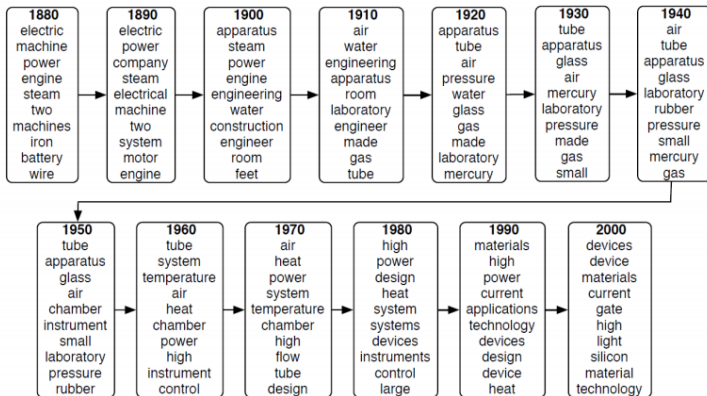 1880
electric
machine
power
engine
steam
two
machines
iron
battery
wire
1890
electric
power
company
steam
electrical
machine
two
system
motor
engine
1900
apparatus
steam
power
engine
engineering
water
construction
engineer
room
feet
1910
air
water
engineering
apparatus
room
laboratory
engineer
made
gas
tube
1920
apparatus
tube
air
pressure
water
glass
gas
made
laboratory
mercury
1930
tube
apparatus
glass
air
mercury
laboratory
pressure
made
gas
small
1940
air
tube
apparatus
glass
laboratory
rubber
pressure
small
mercury
gas
1950
tube
apparatus
glass
air
chamber
instrument
small
laboratory
pressure
rubber
1960
tube
system
temperature
air
heat
chamber
power
high
instrument
control
1970
air
heat
power
system
temperature
chamber
high
flow
tube
design
1980
high
power
design
heat
system
systems
devices
instruments
control
large
1990
materials
high
power
current
applications
technology
devices
design
device
heat
2000
devices
device
materials
current
gate
high
light
silicon
material
technology